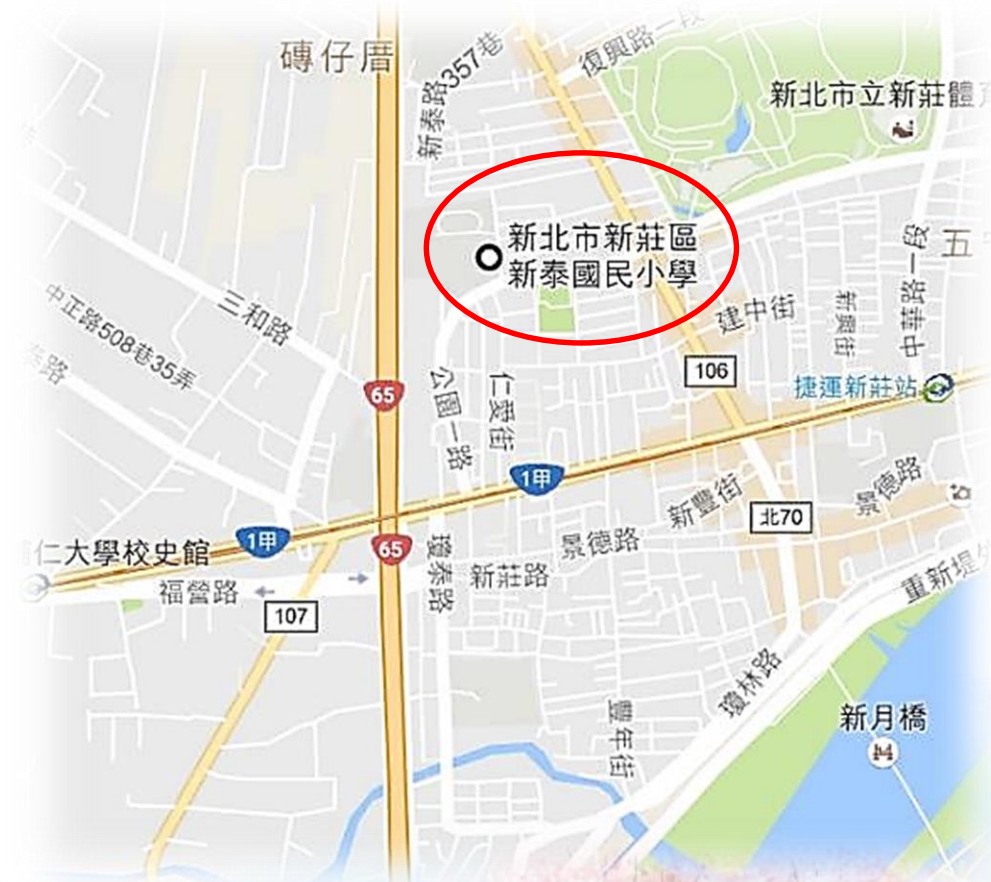 復興路一段
磚仔厝
新泰路357巷
新北市立新莊體
新北市新莊區
新泰國民小學
中華路一段
五
三和路
中正路508巷35弄
建中街
新興街
106
捷運新莊站
65
公園一路
仁愛街
1甲
景德路
新豐街
北70
1甲
65
仁大學校史館
瓊泰路
景德路
新莊路
福營路
重新堤
107
瓊林路
豐年街
新月橋